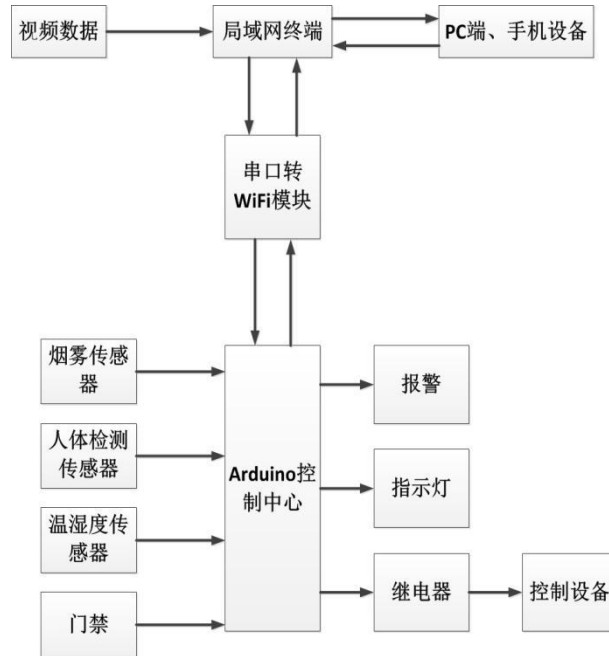 视频数据
局域网终端
PC端、手机设备
串口转
WiFi模块
烟雾传感
器
人体检测
传感器
温湿度传
感器
门禁
Arduino控
制中心
报警
指示灯
继电器
控制设备